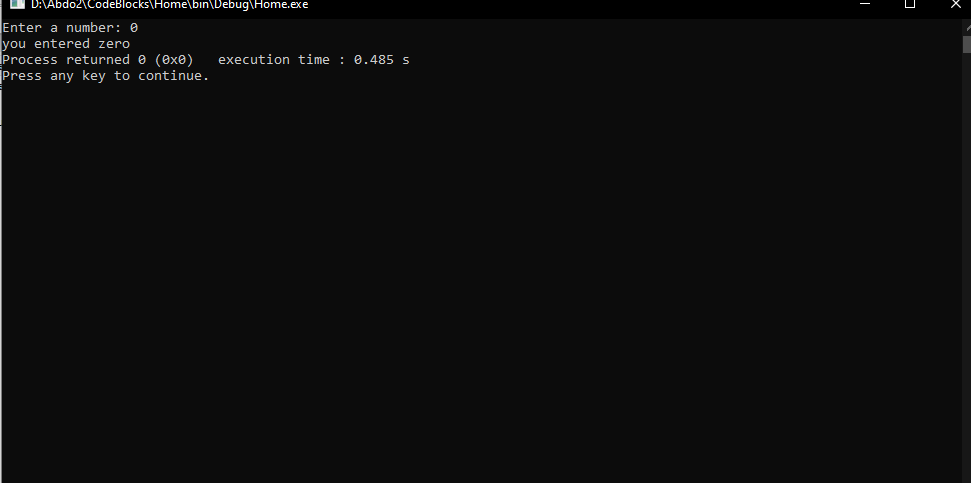 D:\Abdo2\CodeBlocks\Home\bin\Debug\Home.exe
Enter a number: 0
you entered zero
Process returned 0 (0x0)   execution time : 0.485 s
Press any key to continue.